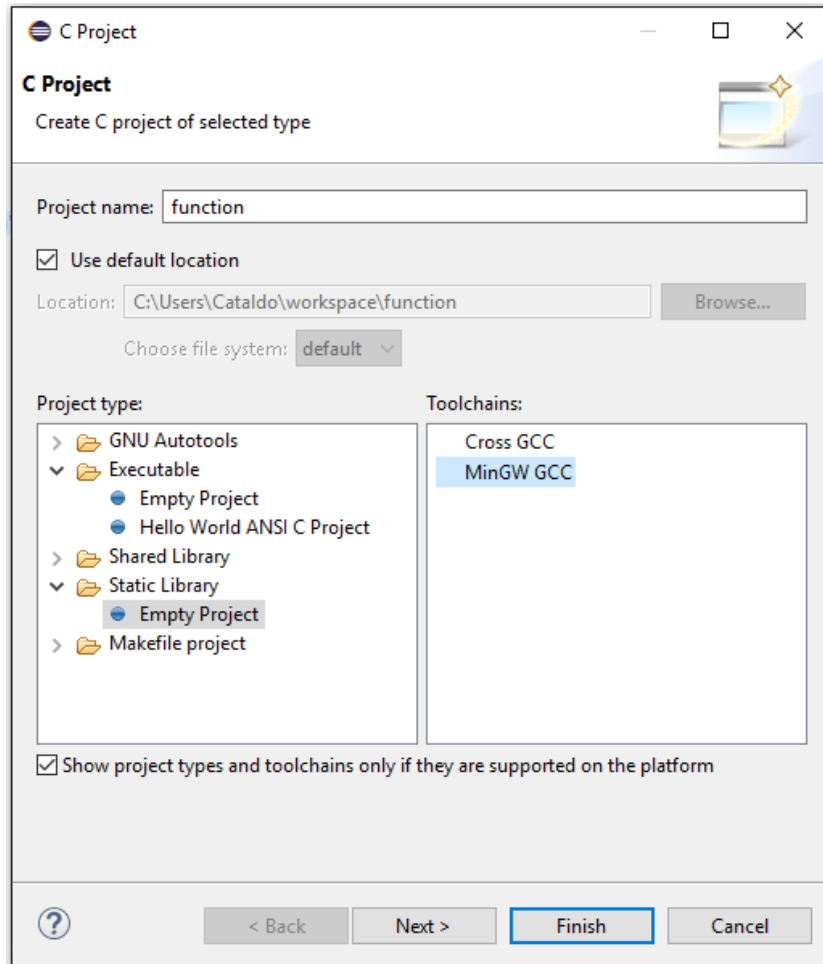 C Project
C Project
Create C project of selected type
Project name: function
Use default location
Location: C:\Users\Cataldo\workspace\function Browse...
Choose file system: default
Project type: Toolchains:
GNU Autotools
Executable
Empty Project
Hello World ANSI C Project
Shared Library
Static Library
Empty Project
Makefile project
Cross GCC
MinGW GCC
Show project types and toolchains only if they are supported on the platform
? < Back Next > Finish Cancel